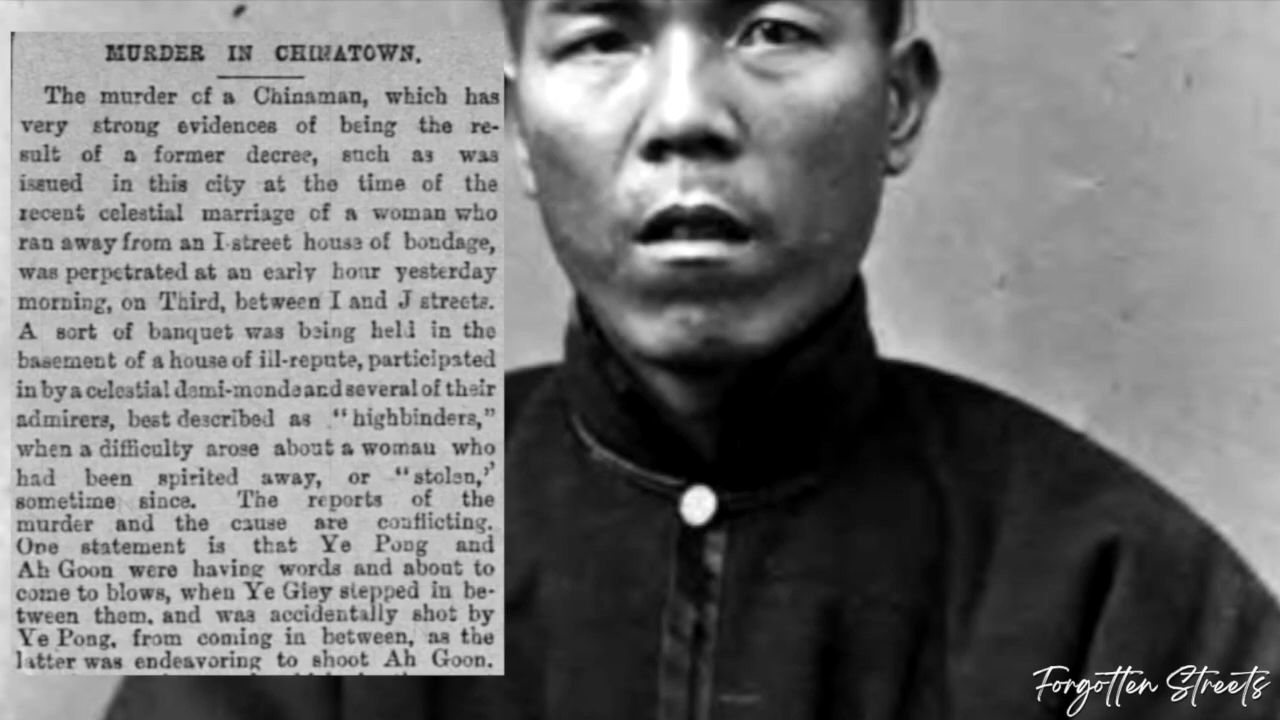 MURDER IN CHINATOWN.
The murder of a Chinaman, which has
very strong evidences of being the re-
sult of a former decree, such as was
issued in this city at the time of the
recent celestial marriage of a woman who
ran away from an I-street house of bondage,
was perpetrated at an early hour yesterday
morning, on Third, between I and J streets.
A sort of banquet was being held in the
basement of a house of ill-repute, participated
in by a celestial demi-monde and several of their
admirers, best described as "highbinders,"
when a difficulty arose about a woman who
had been spirited away, or "stolen,"
sometime since. The reports of the
murder and the cause are conflicting.
One statement is that Ye Pong and
Ah Goon were having words and about to
come to blows, when Ye Giey stepped in be-
tween them, and was accidentally shot by
Ye Pong, from coming in between, as the
latter was endeavoring to shoot Ah Goon.
Forgotten Streets